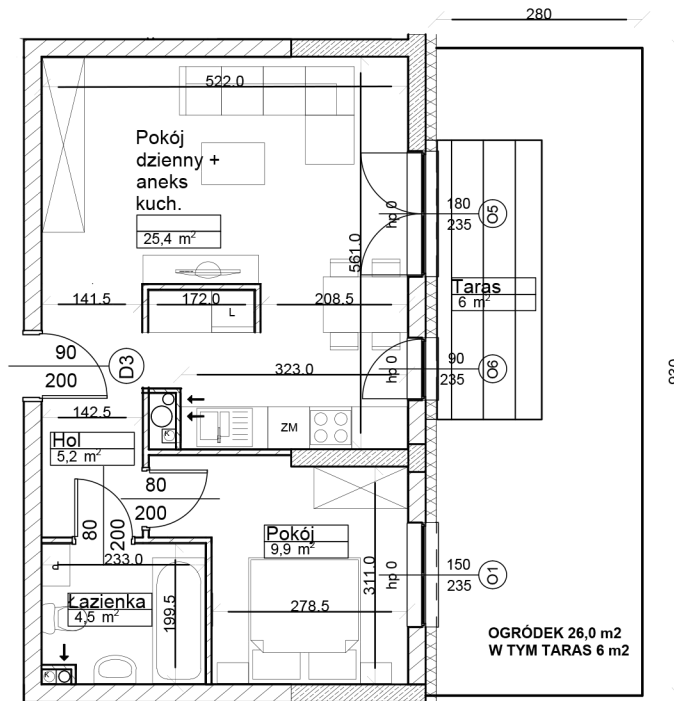 280
522.0
Pokój
dzienny +
aneks
kuch.
25,4 m²
180
235
O5
hp 0
561.0
Taras
6 m²
141.5
172.0
208.5
L
90
200
D3
323.0
hp 0
90
235
O6
142.5
ZM
K
Hol
5,2 m²
80
200
80
200
Pokój
9,9 m²
233.0
311.0
hp 0
150
235
O1
Łazienka
4,5 m²
199.5
278.5
K
OGRÓDEK 26,0 m2
W TYM TARAS 6 m2